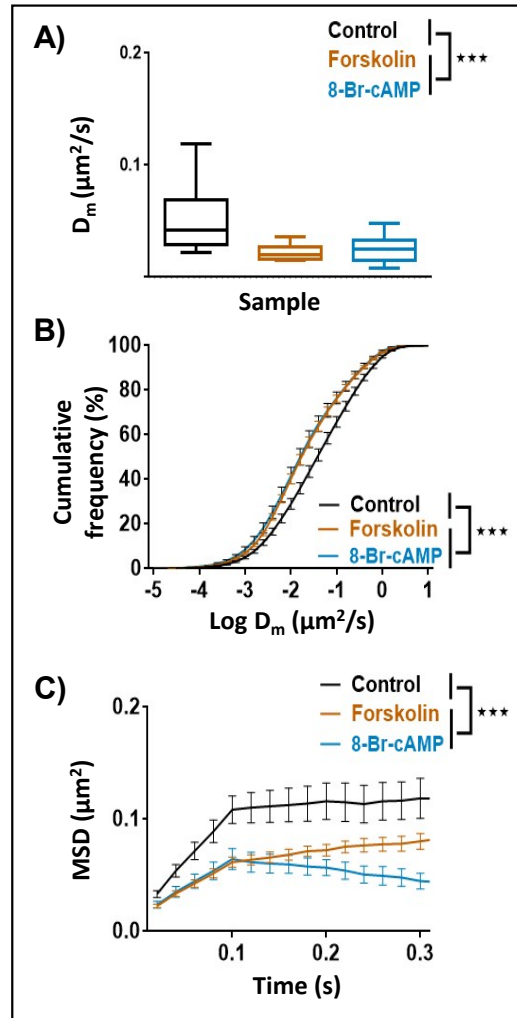 A)
Control
Forskolin
8-Br-cAMP
★★★
0.2
0.1
Dₘ (µm²/s)
Sample
B)
100
80
60
40
20
0
Cumulative
frequency (%)
Control
Forskolin
8-Br-cAMP
★★★
-5 -4 -3 -2 -1 0 1
Log Dₘ (µm²/s)
C)
Control
Forskolin
8-Br-cAMP
★★★
0.2
0.1
0.0
MSD (µm²)
0.1 0.2 0.3
Time (s)